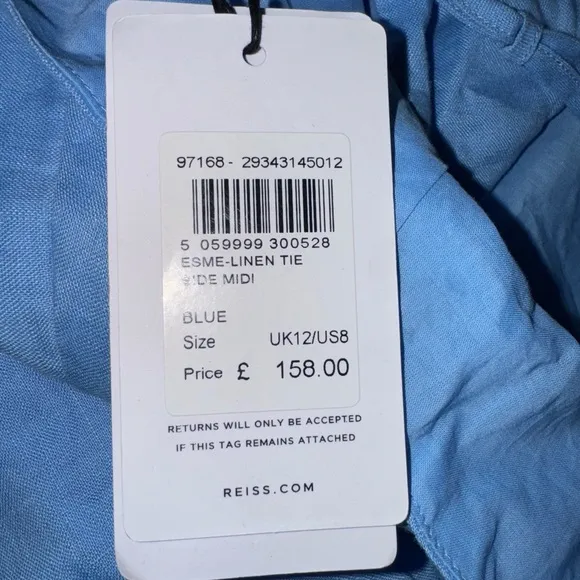 97168 - 29343145012
5 059999 300528
ESME-LINEN TIE
SIDE MIDI
BLUE
Size UK12/US8
Price £ 158.00
RETURNS WILL ONLY BE ACCEPTED
IF THIS TAG REMAINS ATTACHED
REISS.COM